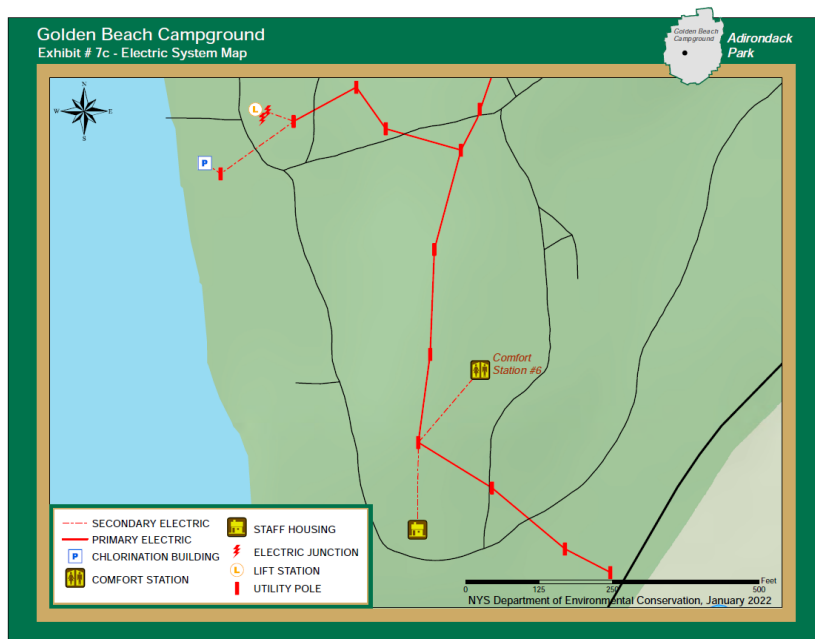 Golden Beach Campground
Exhibit # 7c - Electric System Map
Golden Beach
Campground
Adirondack
Park
N
W
E
S
L
P
Comfort
Station #6
SECONDARY ELECTRIC
PRIMARY ELECTRIC
P
CHLORINATION BUILDING
COMFORT STATION
STAFF HOUSING
ELECTRIC JUNCTION
L
LIFT STATION
UTILITY POLE
Feet
0
125
250
500
NYS Department of Environmental Conservation, January 2022